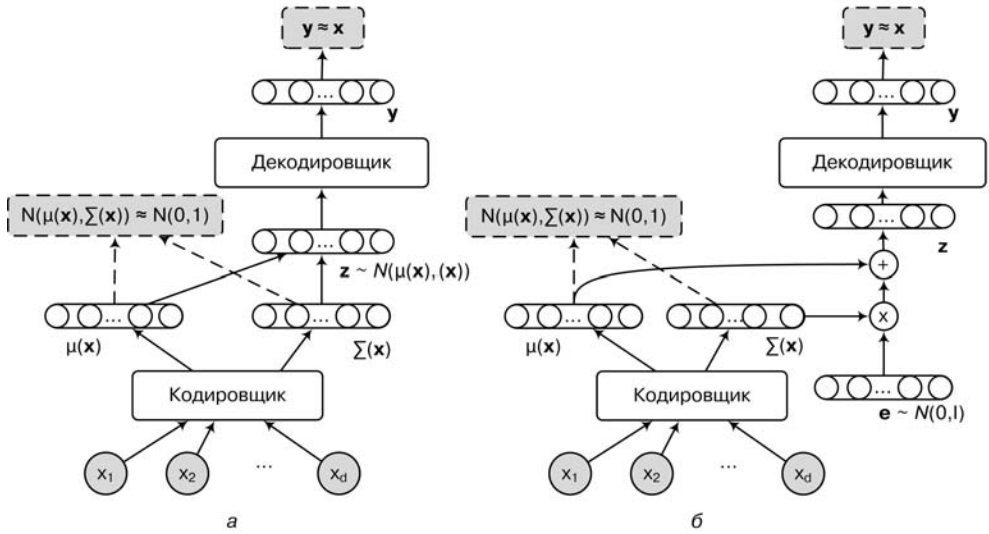 y ≈ x
...
y
Декодировщик
N(μ(x),∑(x)) ≈ N(0,1)
...
z ~ N(μ(x),(x))
...
μ(x)
...
∑(x)
Кодировщик
x1
x2
...
xd
а
y ≈ x
...
y
Декодировщик
N(μ(x),∑(x)) ≈ N(0,1)
...
z
+
...
μ(x)
...
∑(x)
x
...
e ~ N(0,I)
Кодировщик
x1
x2
...
xd
б